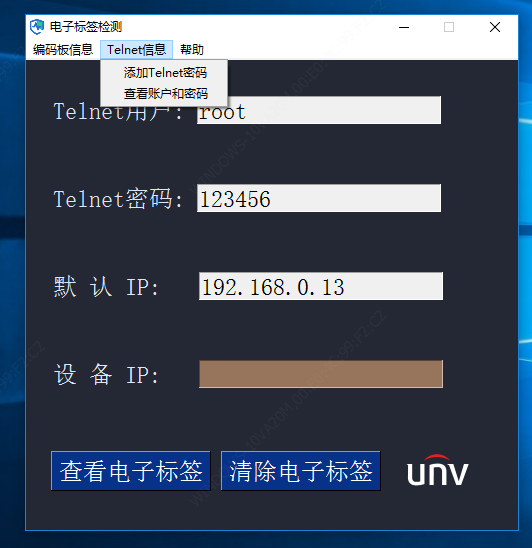 电子标签检测
编码板信息 Telnet信息 帮助
添加Telnet密码
查看账户和密码
Telnet用户: root
Telnet密码: 123456
默 认 IP: 192.168.0.13
设 备 IP:
查看电子标签 清除电子标签 unv